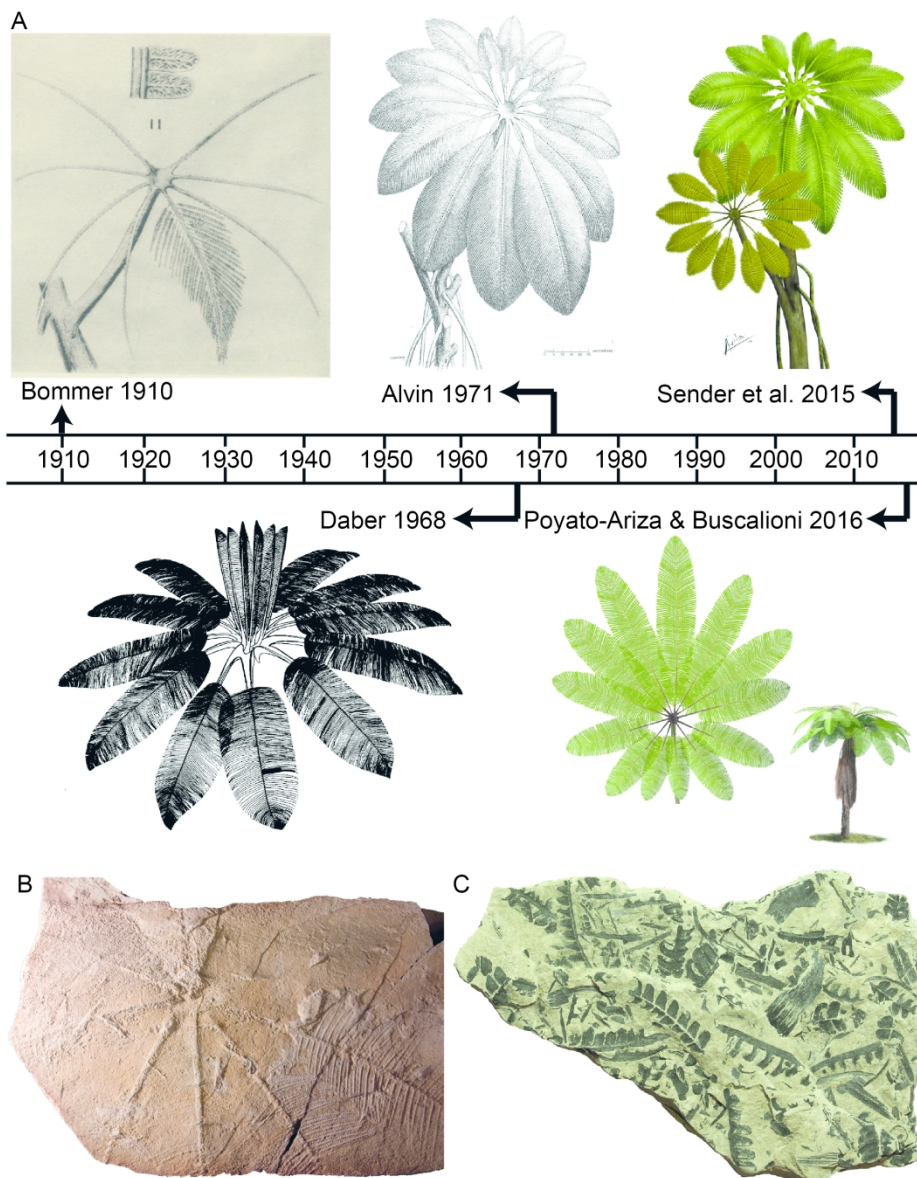 A
11
Bommer 1910
Alvin 1971
Sender et al. 2015
1910 1920 1930 1940 1950 1960 1970 1980 1990 2000 2010
Daber 1968
Poyato-Ariza & Buscalioni 2016
B
C